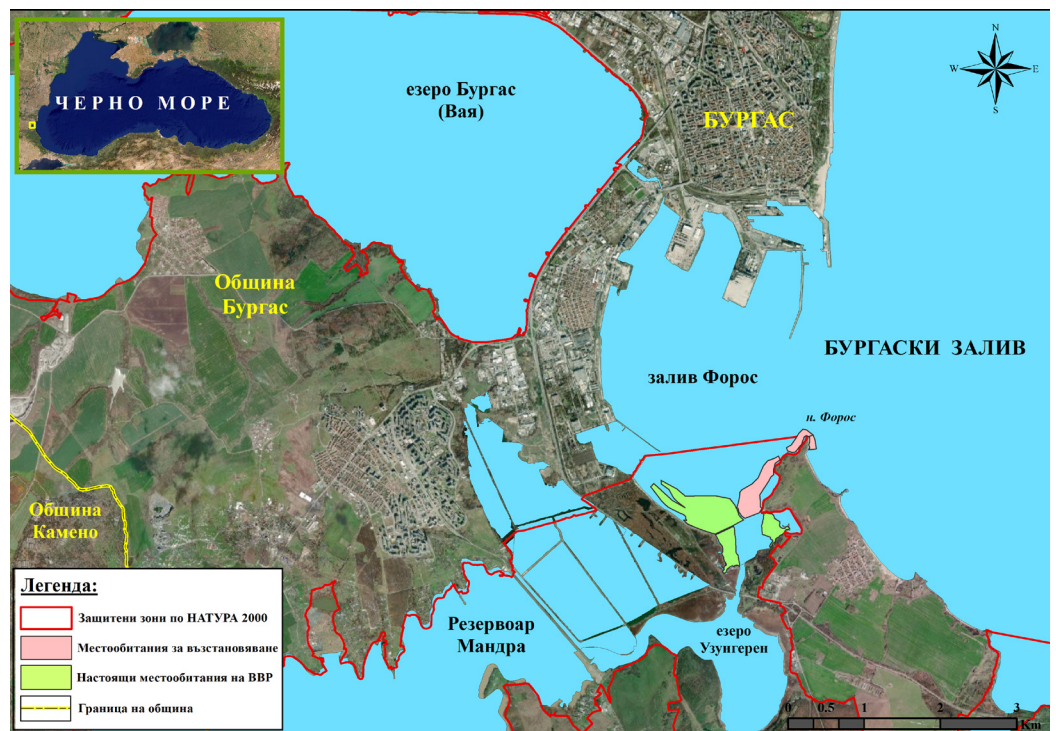 ЧЕРНО МОРЕ
езеро Бургас
(Вая)
БУРГАС
N
W
E
S
Община
Бургас
БУРГАСКИ ЗАЛИВ
залив Форос
н. Форос
Община
Камено
Легенда:
Защитени зони по НАТУРА 2000
Местообитания за възстановяване
Настоящи местообитания на ВВР
Граница на община
Резервоар
Мандра
езеро
Узунгерен
0 0.5 1 2 3
Km